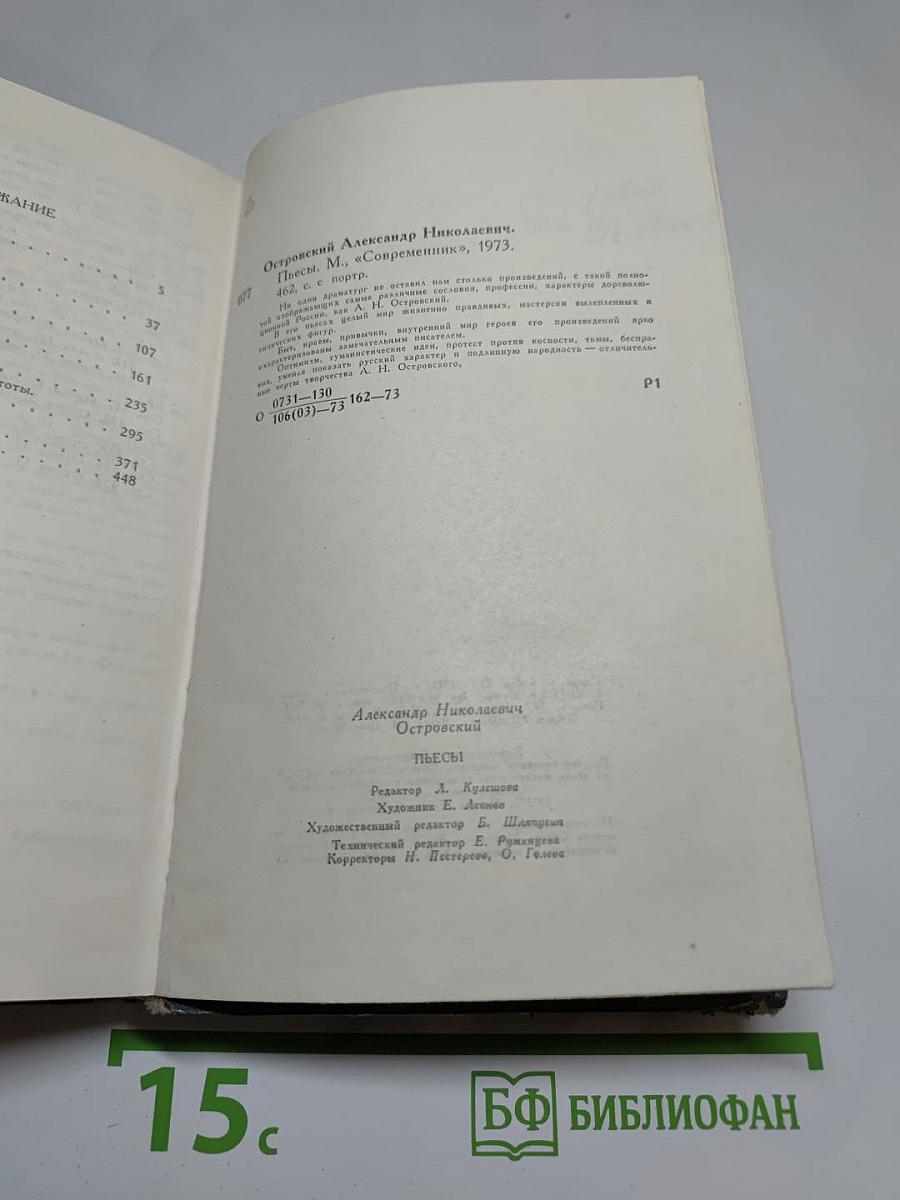 ЖАНИЕ
5
37
107
161
тоты.
235
295
371
448
Островский Александр Николаевич.
077
Пьесы. М., «Современник», 1973.
462, с. с портр.
Ни один драматург не оставил нам столько произведений, с такой полно-
той изображающих самые различные сословия, профессии, характеры дореволю-
ционной России, как А. Н. Островский.
В его пьесах целый мир жизненно правдивых, мастерски вылепленных и
типических фигур.
Быт, нравы, привычки, внутренний мир героев его произведений ярко
охарактеризованы замечательным писателем.
Оптимизм, гуманистические идеи, протест против косности, тьмы, беспра-
вия, умение показать русский характер и подлинную народность — отличитель-
ные черты творчества А. Н. Островского.
О 0731—130
106(03)—73 162—73
Р1
Александр Николаевич
Островский
ПЬЕСЫ
Редактор Л. Кулешова
Художник Е. Леонов
Художественный редактор Б. Шляпугин
Технический редактор Е. Румянцева
Корректоры Н. Пестерева, О. Голева
15 с
БФ БИБЛИОФАН